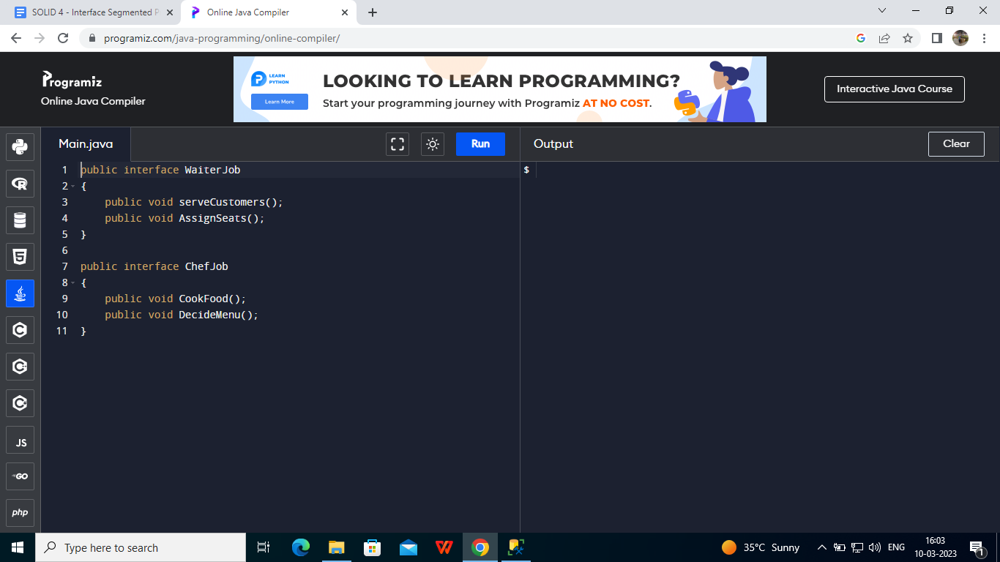 SOLID 4 - Interface Segmented P
Online Java Compiler
programiz.com/java-programming/online-compiler/
Programiz
Online Java Compiler
LEARN
PYTHON
Learn More
LOOKING TO LEARN PROGRAMMING?
Start your programming journey with Programiz AT NO COST.
Interactive Java Course
Main.java
Run
Output
Clear
1 public interface WaiterJob
2 {
3 public void serveCustomers();
4 public void AssignSeats();
5 }
6
7 public interface ChefJob
8 {
9 public void CookFood();
10 public void DecideMenu();
11 }
$
JS
GO
php
Type here to search
35°C Sunny
ENG
16:03
10-03-2023
1